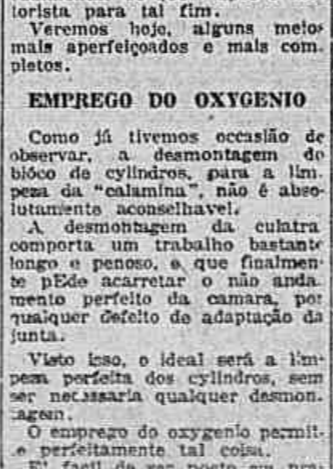 torista para tal fim.
Veremos hoje, alguns meios
mais aperfeiçoados e mais com-
pletos.
EMPREGO DO OXYGENIO
Como já tivemos occasião de
observar, a desmontagem do
blóco de cylindros, para a lim-
peza da "calamina", não é abso-
lutamente aconselhavel.
A desmontagem da culatra
comporta um trabalho bastante
longo e penoso, e que finalmen-
te pEde acarretar o não anda-
mento perfeito da camara, por
qualquer defeito de adaptação da
junta.
Visto isso, o ideal será a lim-
peza perfeita dos cylindros, sem
ser necessaria qualquer desmon-
tagem.
O emprego do oxygenio permit-
e perfeitamente tal coisa.
E' facil de ser